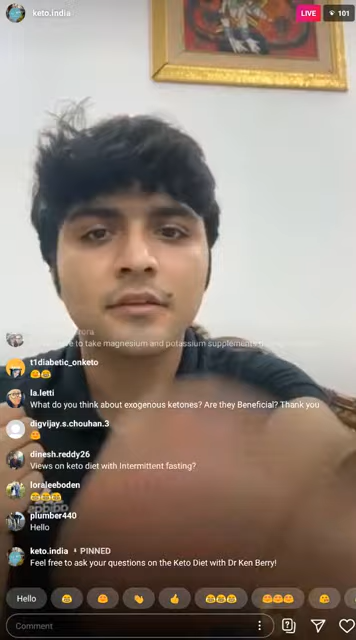 keto.india
LIVE
101
to take magnesium and potassium supplements
t1diabetic_onketo
la.letti
What do you think about exogenous ketones? Are they Beneficial? Thank you
digvijay.s.chouhan.3
dinesh.reddy26
Views on keto diet with Intermittent fasting?
loraleeboden
plumber440
Hello
keto.india PINNED
Feel free to ask your questions on the Keto Diet with Dr Ken Berry!
Hello
Comment